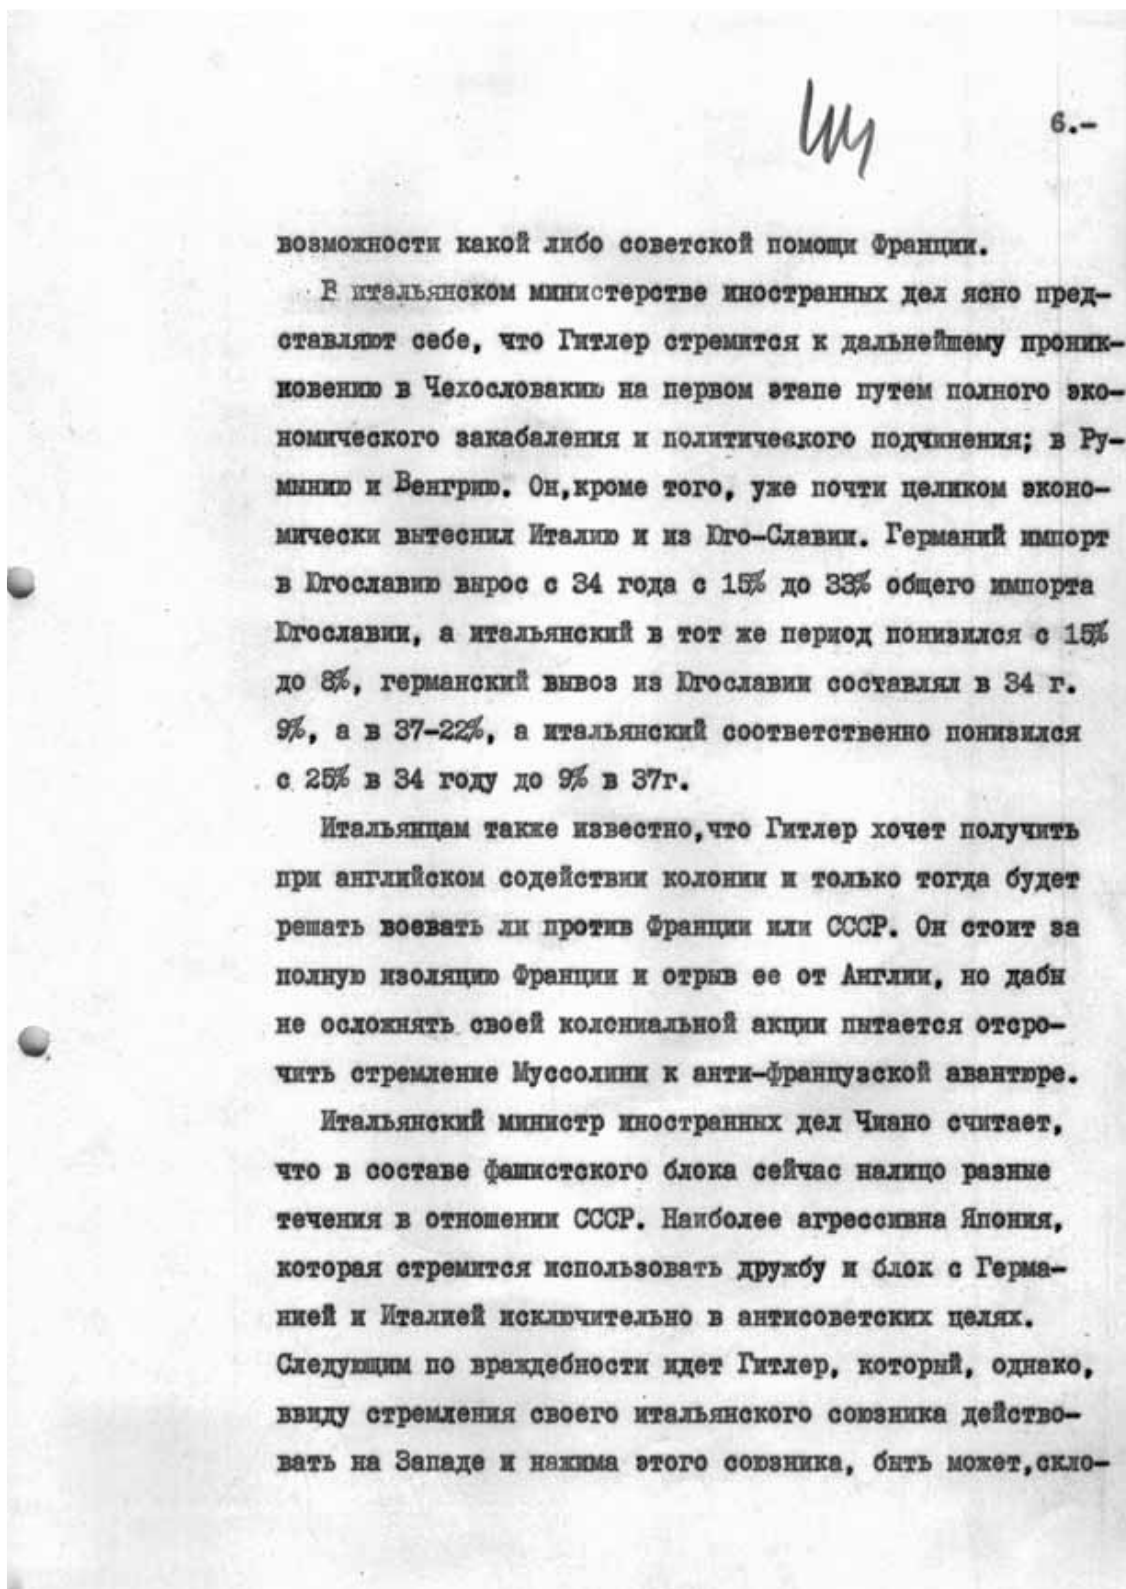 6.-
возможности какой либо советской помощи Франции.
В итальянском министерстве иностранных дел ясно пред-
ставляют себе, что Гитлер стремится к дальнейшему проник-
новению в Чехословакию на первом этапе путем полного эко-
номического закабаления и политического подчинения; в Ру-
мынию и Венгрию. Он,кроме того, уже почти целиком эконо-
мически вытеснил Италию и из Юго-Славии. Германий импорт
в Югославию вырос с 34 года с 15% до 33% общего импорта
Югославии, а итальянский в тот же период понизился с 15%
до 8%, германский вывоз из Югославии составлял в 34 г.
9%, а в 37-22%, а итальянский соответственно понизился
с 25% в 34 году до 9% в 37г.
Итальянцам также известно,что Гитлер хочет получить
при английском содействии колонии и только тогда будет
решать воевать ли против Франции или СССР. Он стоит за
полную изоляцию Франции и отрыв ее от Англии, но дабы
не осложнять своей колониальной акции пытается отсро-
чить стремление Муссолини к анти-французской авантюре.
Итальянский министр иностранных дел Чиано считает,
что в составе фашистского блока сейчас налицо разные
течения в отношении СССР. Наиболее агрессивна Япония,
которая стремится использовать дружбу и блок с Герма-
нией и Италией исключительно в антисоветских целях.
Следующим по враждебности идет Гитлер, который, однако,
ввиду стремления своего итальянского союзника действо-
вать на Западе и нажима этого союзника, быть может,скло-